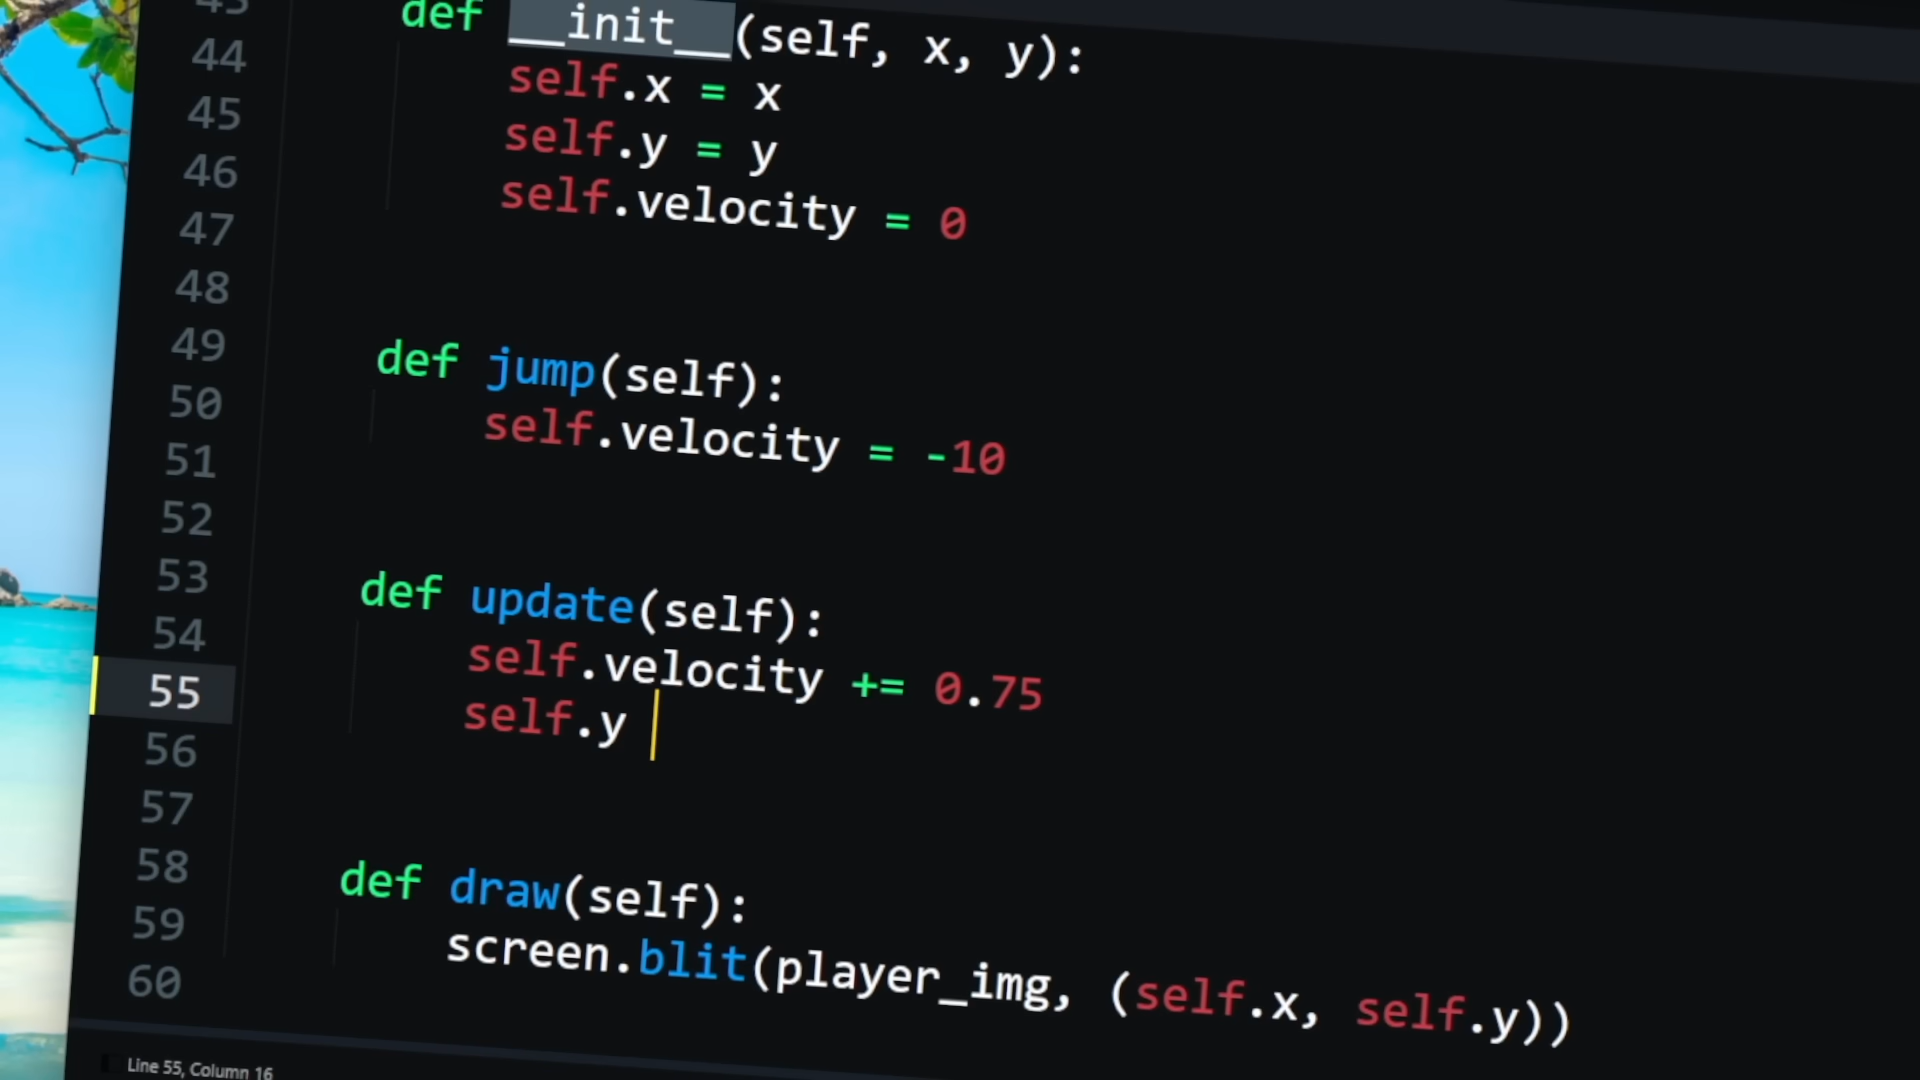 43 def __init__(self, x, y):
44 self.x = x
45 self.y = y
46 self.velocity = 0
47
48
49 def jump(self):
50 self.velocity = -10
51
52
53 def update(self):
54 self.velocity += 0.75
55 self.y
56
57
58 def draw(self):
59 screen.blit(player_img, (self.x, self.y))
60
Line 55, Column 16